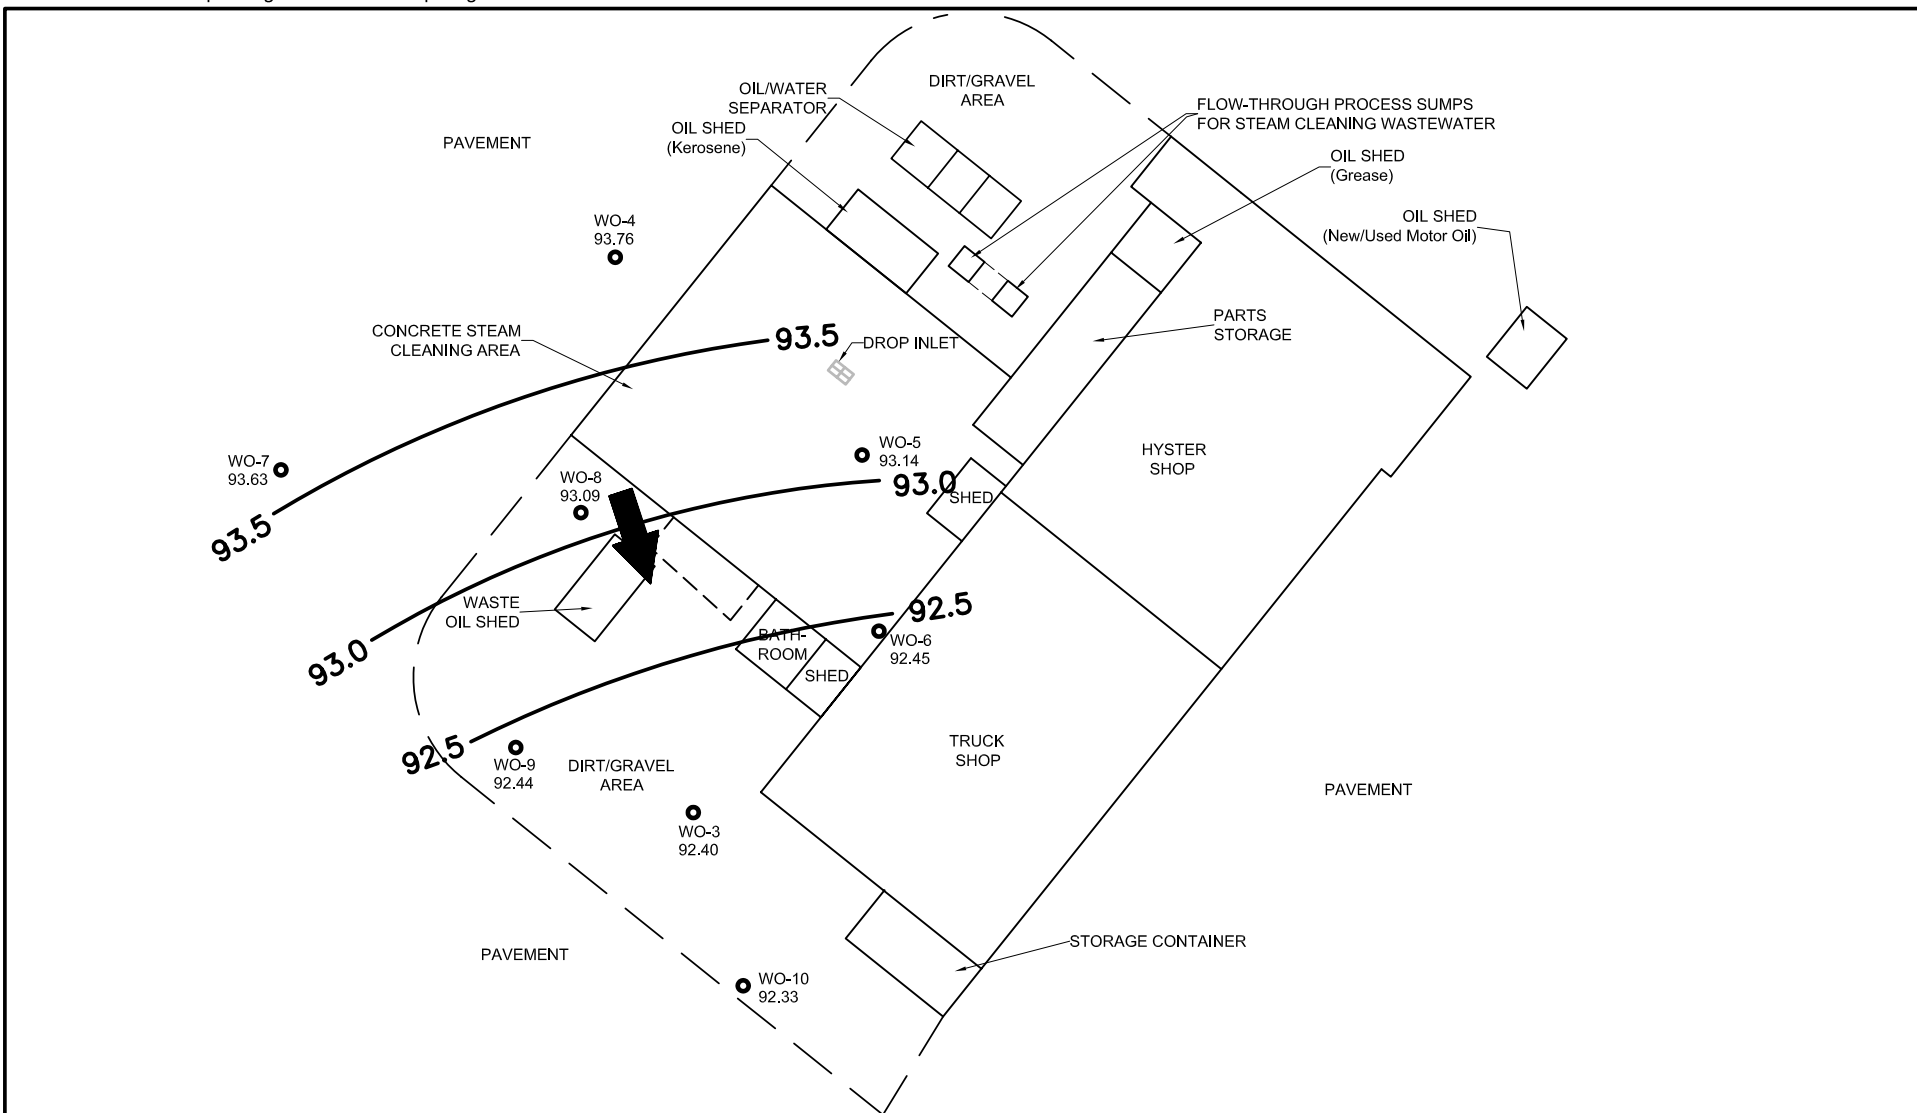 DIRT/GRAVEL
AREA
OIL/WATER
SEPARATOR
FLOW-THROUGH PROCESS SUMPS
FOR STEAM CLEANING WASTEWATER
PAVEMENT
OIL SHED
(Kerosene)
OIL SHED
(Grease)
OIL SHED
(New/Used Motor Oil)
WO-4
93.76
CONCRETE STEAM
CLEANING AREA
93.5
DROP INLET
PARTS
STORAGE
WO-7
93.63
WO-5
93.14
HYSTER
SHOP
WO-8
93.09
93.0
SHED
93.5
WASTE
OIL SHED
92.5
BATH-
ROOM
WO-6
92.45
93.0
SHED
92.5
WO-9
92.44
DIRT/GRAVEL
AREA
TRUCK
SHOP
PAVEMENT
WO-3
92.40
PAVEMENT
STORAGE CONTAINER
WO-10
92.33